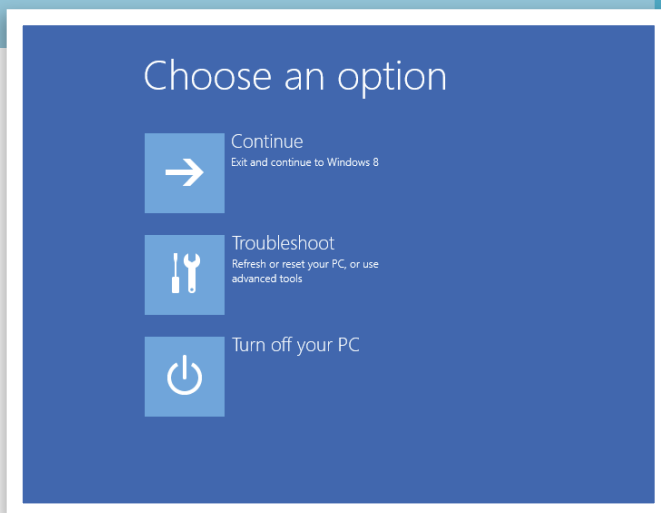 Choose an option
Continue
Exit and continue to Windows 8
Troubleshoot
Refresh or reset your PC, or use
advanced tools
Turn off your PC